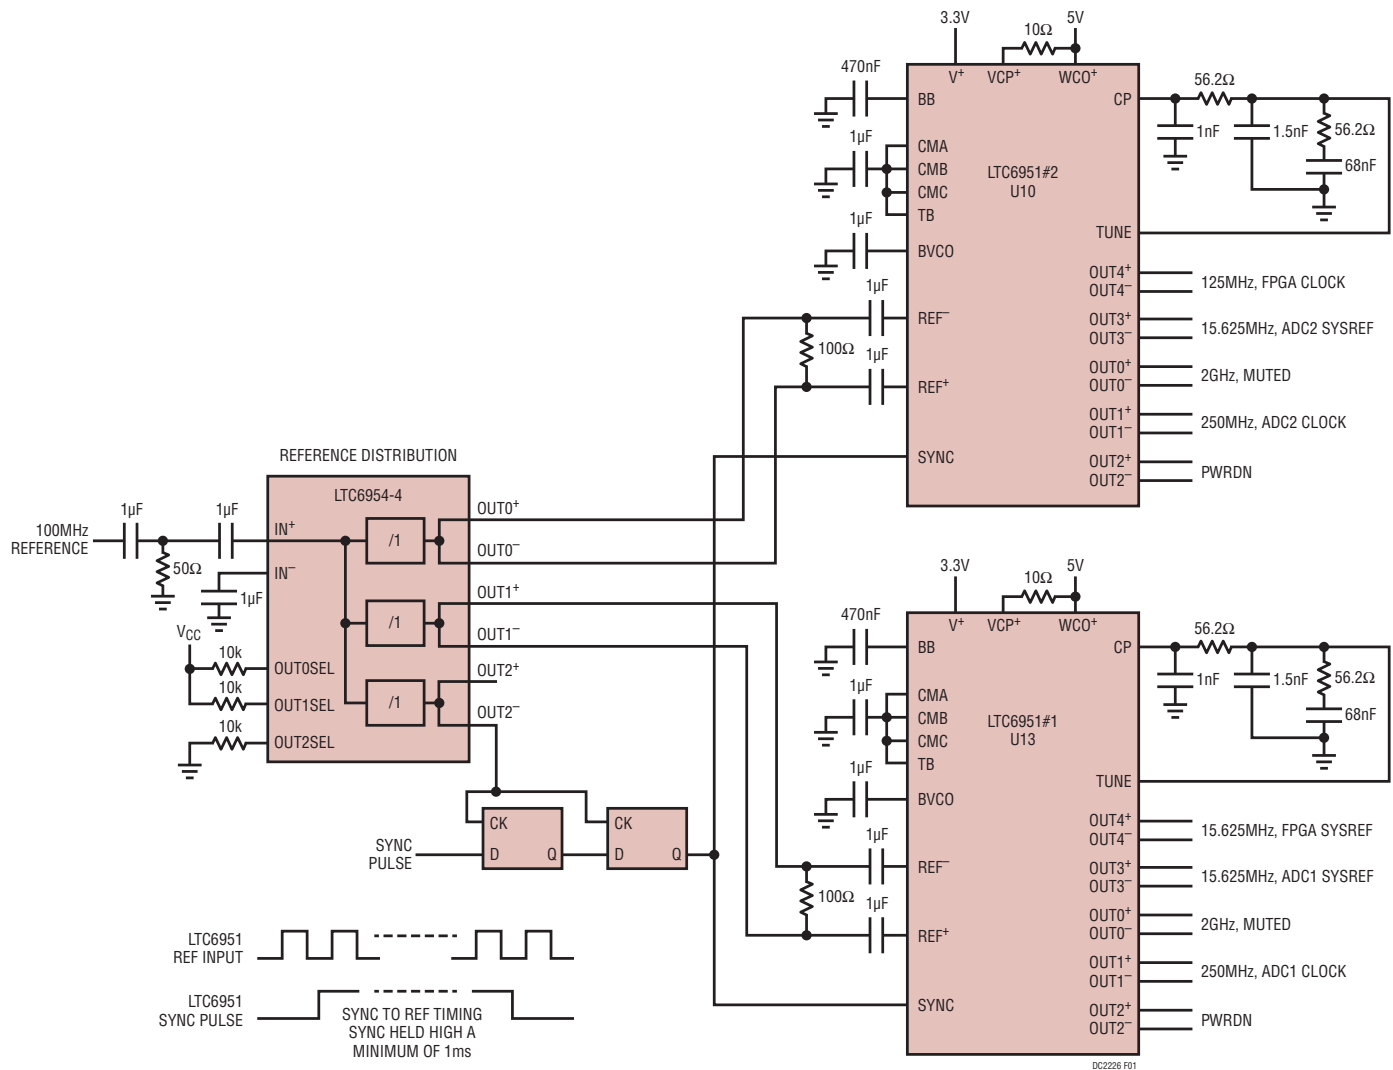 3.3V
10Ω
5V
470nF
V+
VCP+
WCO+
BB
CP
56.2Ω
1nF
1.5nF
56.2Ω
68nF
1µF
CMA
CMB
CMC
TB
LTC6951#2
U10
1µF
BVCO
TUNE
1µF
REF−
100Ω
1µF
REF+
SYNC
OUT4+
OUT4−
125MHz, FPGA CLOCK
OUT3+
OUT3−
15.625MHz, ADC2 SYSREF
OUT0+
OUT0−
2GHz, MUTED
OUT1+
OUT1−
250MHz, ADC2 CLOCK
OUT2+
OUT2−
PWRDN
REFERENCE DISTRIBUTION
LTC6954-4
100MHz
REFERENCE
1µF
1µF
50Ω
IN+
IN−
1µF
VCC
10k
OUT0SEL
10k
OUT1SEL
10k
OUT2SEL
/1
/1
/1
OUT0+
OUT0−
OUT1+
OUT1−
OUT2+
OUT2−
SYNC
PULSE
CK
D
Q
CK
D
Q
3.3V
10Ω
5V
470nF
V+
VCP+
WCO+
BB
CP
56.2Ω
1nF
1.5nF
56.2Ω
68nF
1µF
CMA
CMB
CMC
TB
LTC6951#1
U13
1µF
BVCO
TUNE
1µF
REF−
100Ω
1µF
REF+
SYNC
OUT4+
OUT4−
15.625MHz, FPGA SYSREF
OUT3+
OUT3−
15.625MHz, ADC1 SYSREF
OUT0+
OUT0−
2GHz, MUTED
OUT1+
OUT1−
250MHz, ADC1 CLOCK
OUT2+
OUT2−
PWRDN
LTC6951
REF INPUT
LTC6951
SYNC PULSE
SYNC TO REF TIMING
SYNC HELD HIGH A
MINIMUM OF 1ms
DC2226 F01